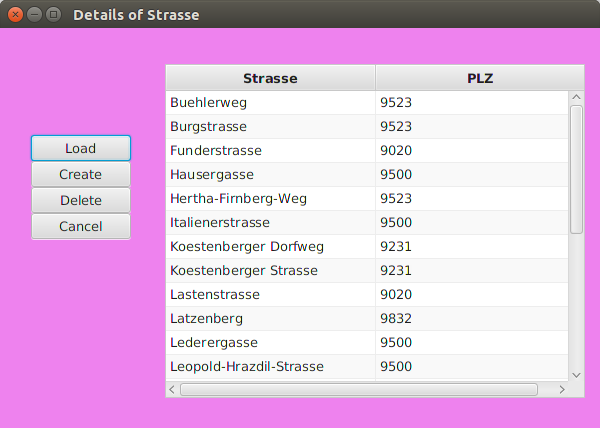 Details of Strasse
Load
Create
Delete
Cancel
Strasse PLZ
Buehlerweg 9523
Burgstrasse 9523
Funderstrasse 9020
Hausergasse 9500
Hertha-Firnberg-Weg 9523
Italienerstrasse 9500
Koestenberger Dorfweg 9231
Koestenberger Strasse 9231
Lastenstrasse 9020
Latzenberg 9832
Lederergasse 9500
Leopold-Hrazdil-Strasse 9500